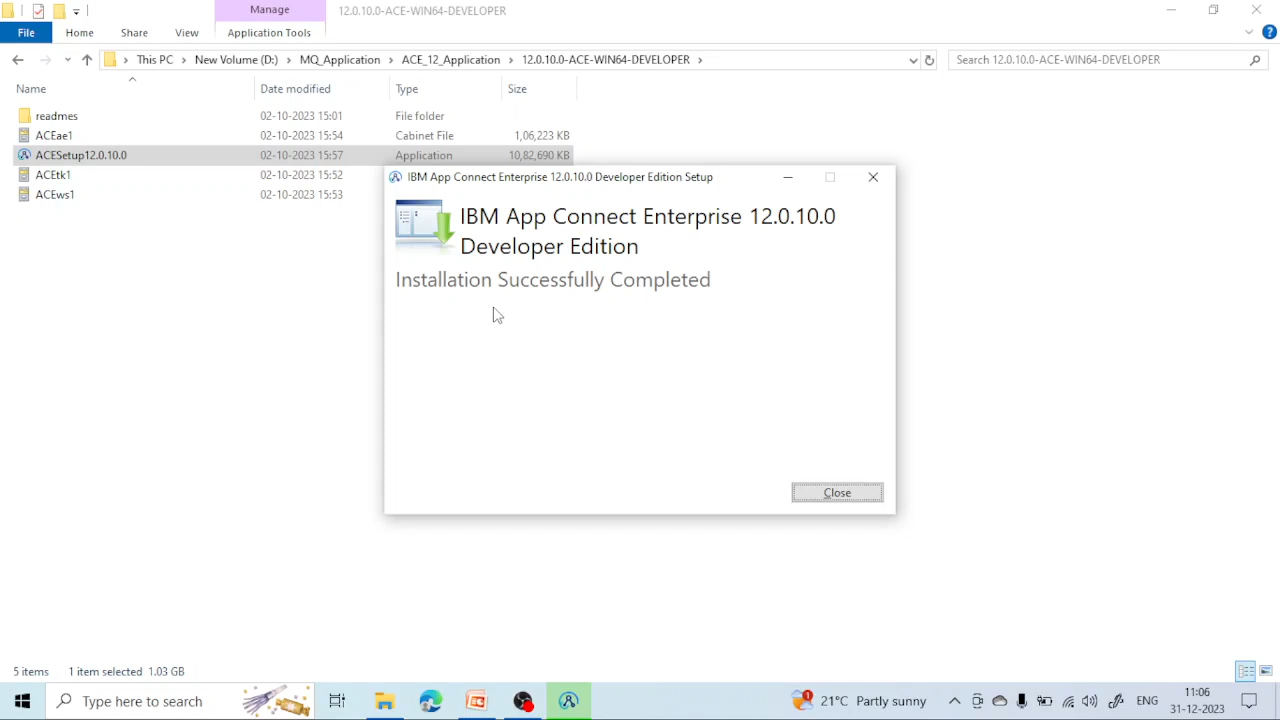 Manage
12.0.10.0-ACE-WIN64-DEVELOPER
File
Home
Share
View
Application Tools
This PC > New Volume (D:) > MQ_Application > ACE_12_Application > 12.0.10.0-ACE-WIN64-DEVELOPER >
Search 12.0.10.0-ACE-WIN64-DEVELOPER
Name
Date modified
Type
Size
readmes 02-10-2023 15:01 File folder
ACEae1 02-10-2023 15:54 Cabinet File 1,06,223 KB
ACESetup12.0.10.0 02-10-2023 15:57 Application 10,82,690 KB
ACEtk1 02-10-2023 15:52
ACEws1 02-10-2023 15:53
IBM App Connect Enterprise 12.0.10.0 Developer Edition Setup
IBM App Connect Enterprise 12.0.10.0
Developer Edition
Installation Successfully Completed
Close
5 items 1 item selected 1.03 GB
Type here to search
1
21°C Partly sunny
ENG
11:06
31-12-2023